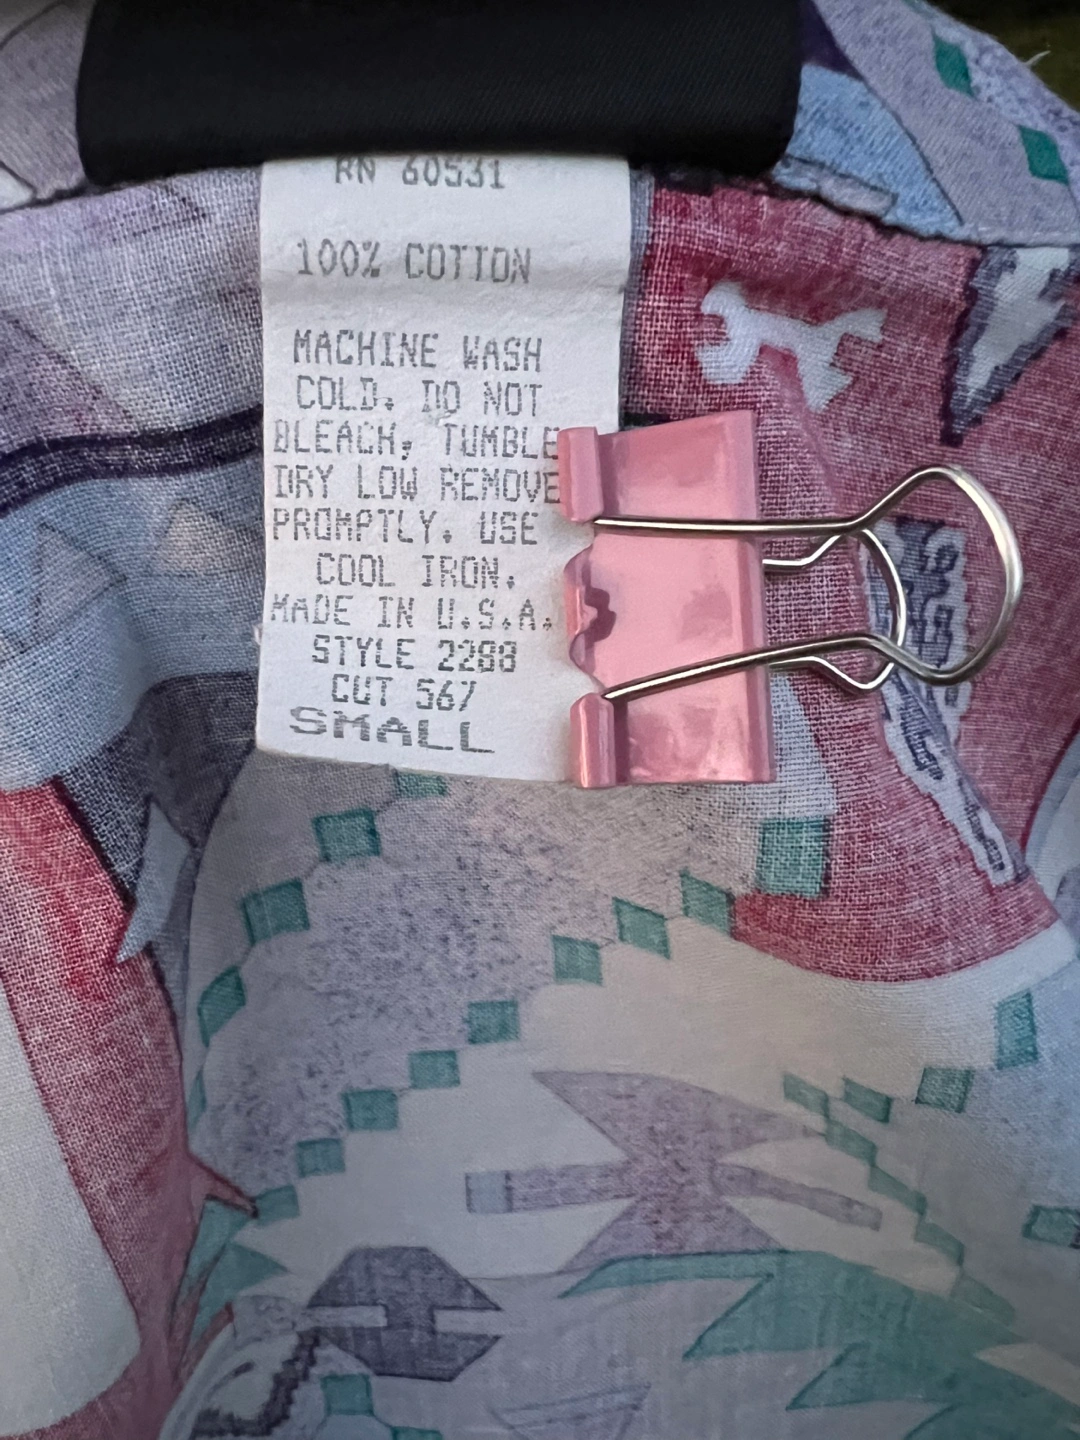 RN 60531
100% COTTON
MACHINE WASH
COLD. DO NOT
BLEACH, TUMBLE
DRY LOW REMOVE
PROMPTLY. USE
COOL IRON.
MADE IN U.S.A.
STYLE 2288
CUT 567
SMALL